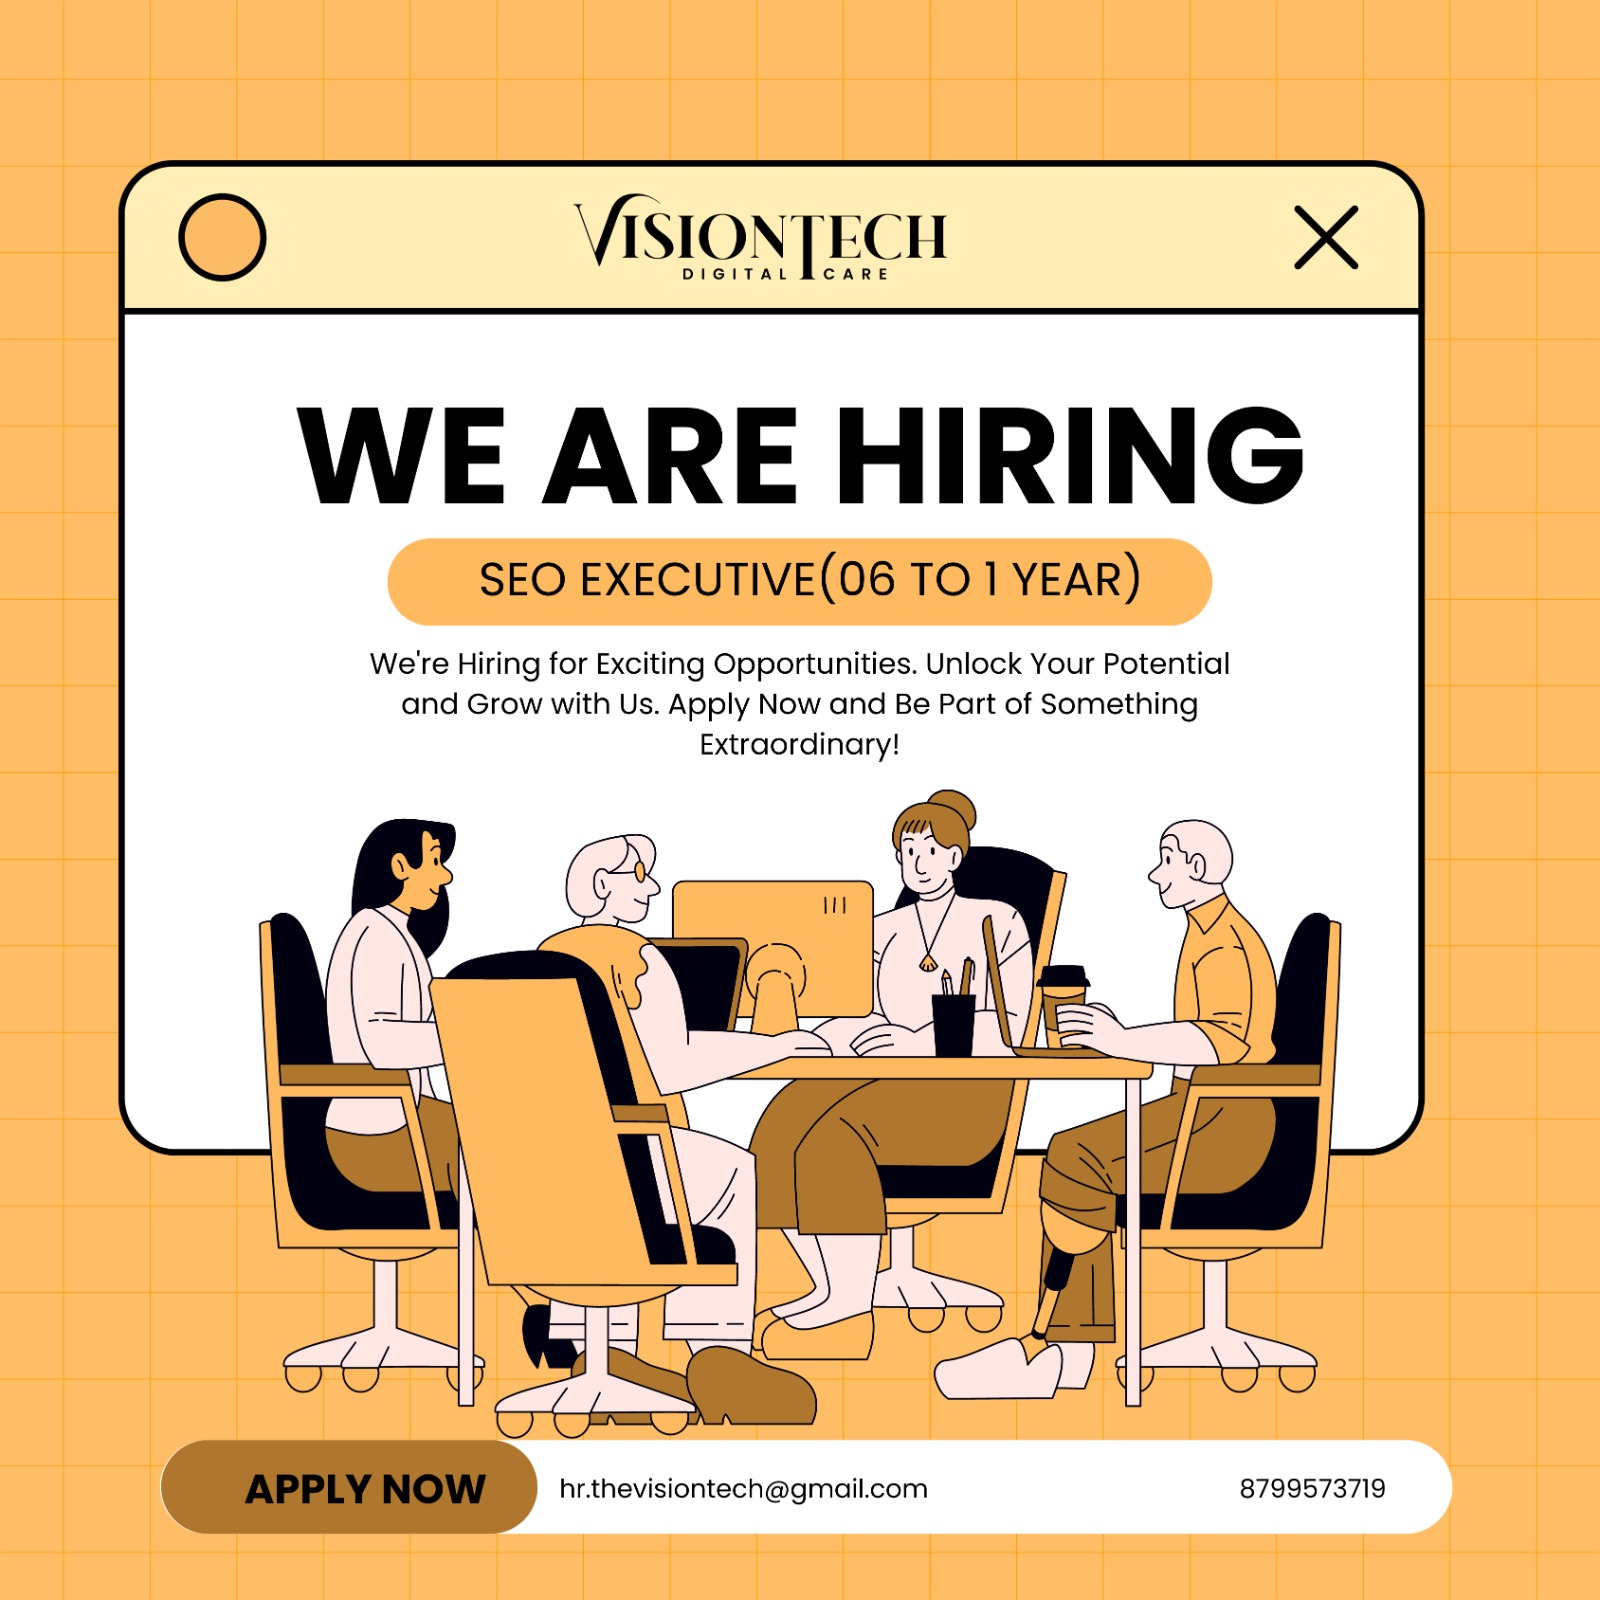 VISIONTECH
DIGITAL CARE
WE ARE HIRING
SEO EXECUTIVE(06 TO 1 YEAR)
We're Hiring for Exciting Opportunities. Unlock Your Potential
and Grow with Us. Apply Now and Be Part of Something
Extraordinary!
APPLY NOW hr.thevisiontech@gmail.com 8799573719